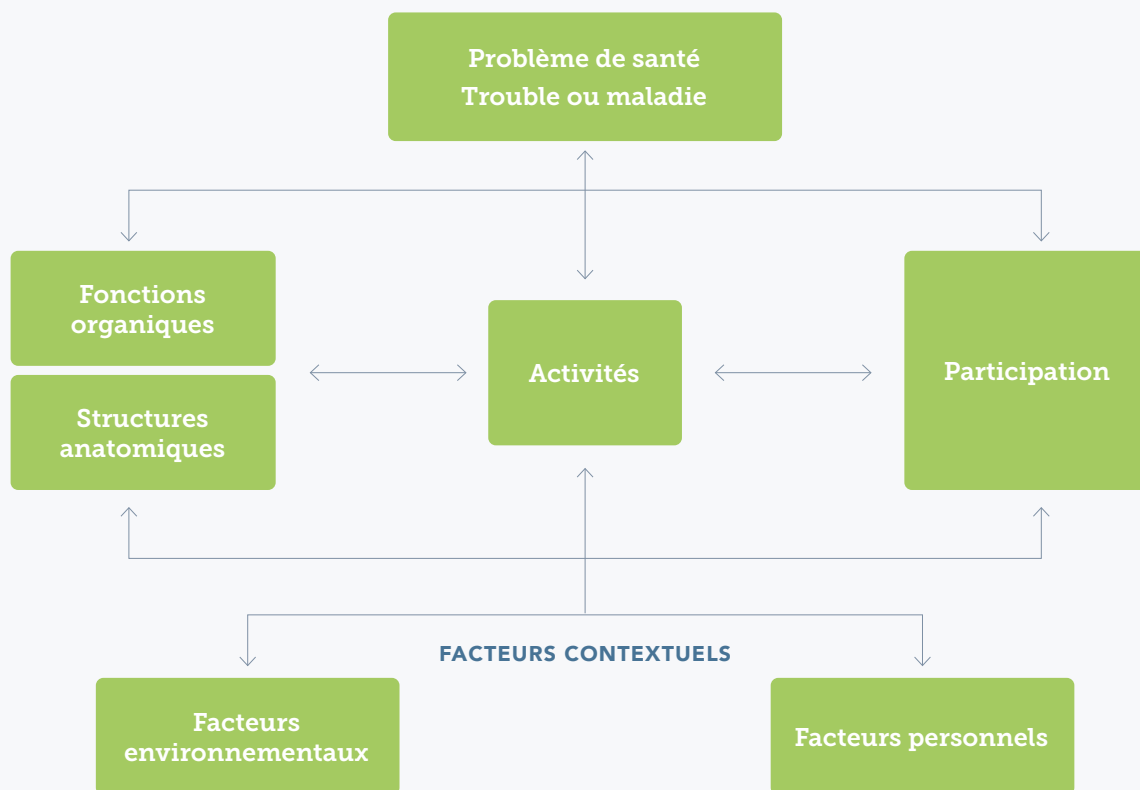 Problème de santé
Trouble ou maladie
Fonctions
organiques
Structures
anatomiques
Activités
Participation
FACTEURS CONTEXTUELS
Facteurs
environnementaux
Facteurs personnels